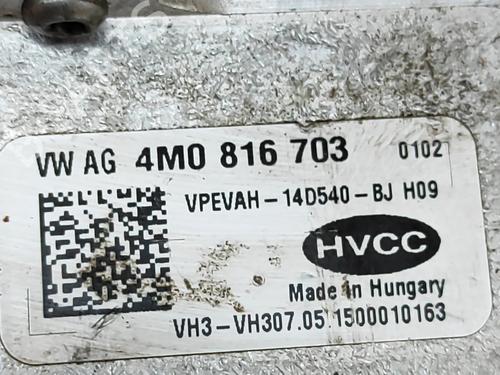 VW AG 4M0 816 703 0102
VPEVAH-14D540-BJ H09
HVCC
Made in Hungary
VH3-VH307.05.1500010163